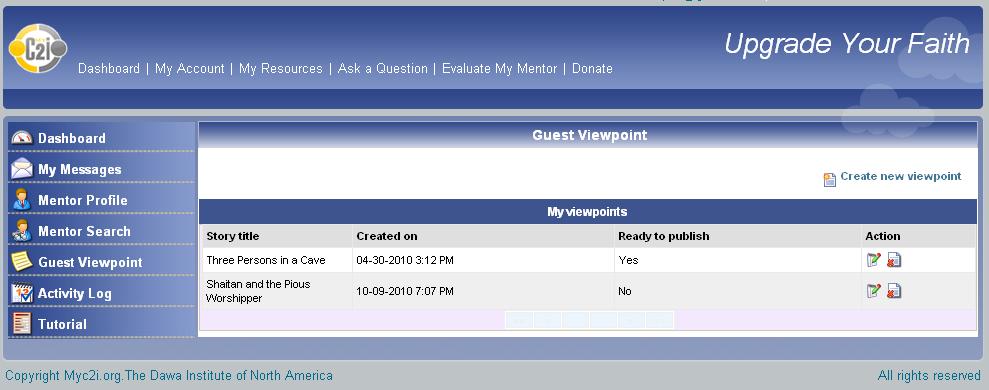 C2i
Upgrade Your Faith
Dashboard | My Account | My Resources | Ask a Question | Evaluate My Mentor | Donate
Dashboard
My Messages
Mentor Profile
Mentor Search
Guest Viewpoint
Activity Log
Tutorial
Guest Viewpoint
Create new viewpoint
My viewpoints
Story title Created on Ready to publish Action
Three Persons in a Cave 04-30-2010 3:12 PM Yes
Shaitan and the Pious
Worshipper 10-09-2010 7:07 PM No
Copyright Myc2i.org.The Dawa Institute of North America All rights reserved